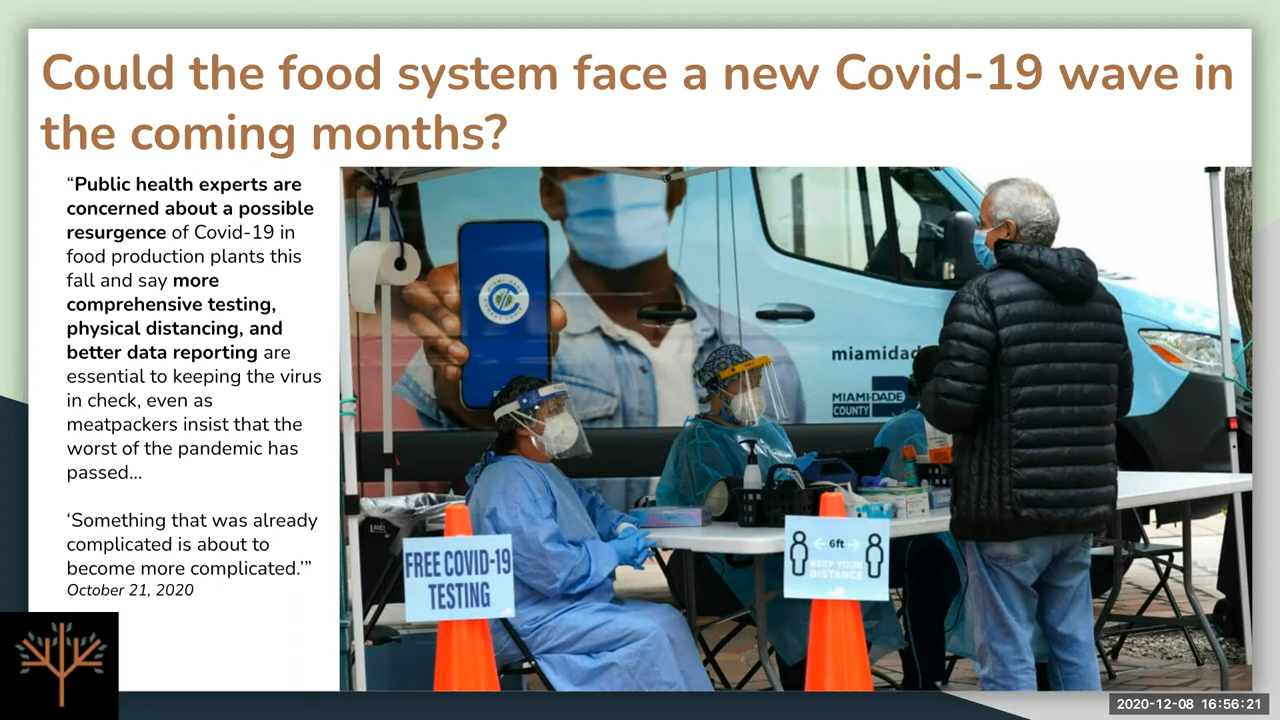 Could the food system face a new Covid-19 wave in
the coming months?
“Public health experts are
concerned about a possible
resurgence of Covid-19 in
food production plants this
fall and say more
comprehensive testing,
physical distancing, and
better data reporting are
essential to keeping the virus
in check, even as
meatpackers insist that the
worst of the pandemic has
passed…
‘Something that was already
complicated is about to
become more complicated.’”
October 21, 2020
miamidad
MIAMI-DADE
COUNTY
FREE COVID-19
TESTING
6ft
KEEP YOUR
DISTANCE
2020-12-08 16:56:21